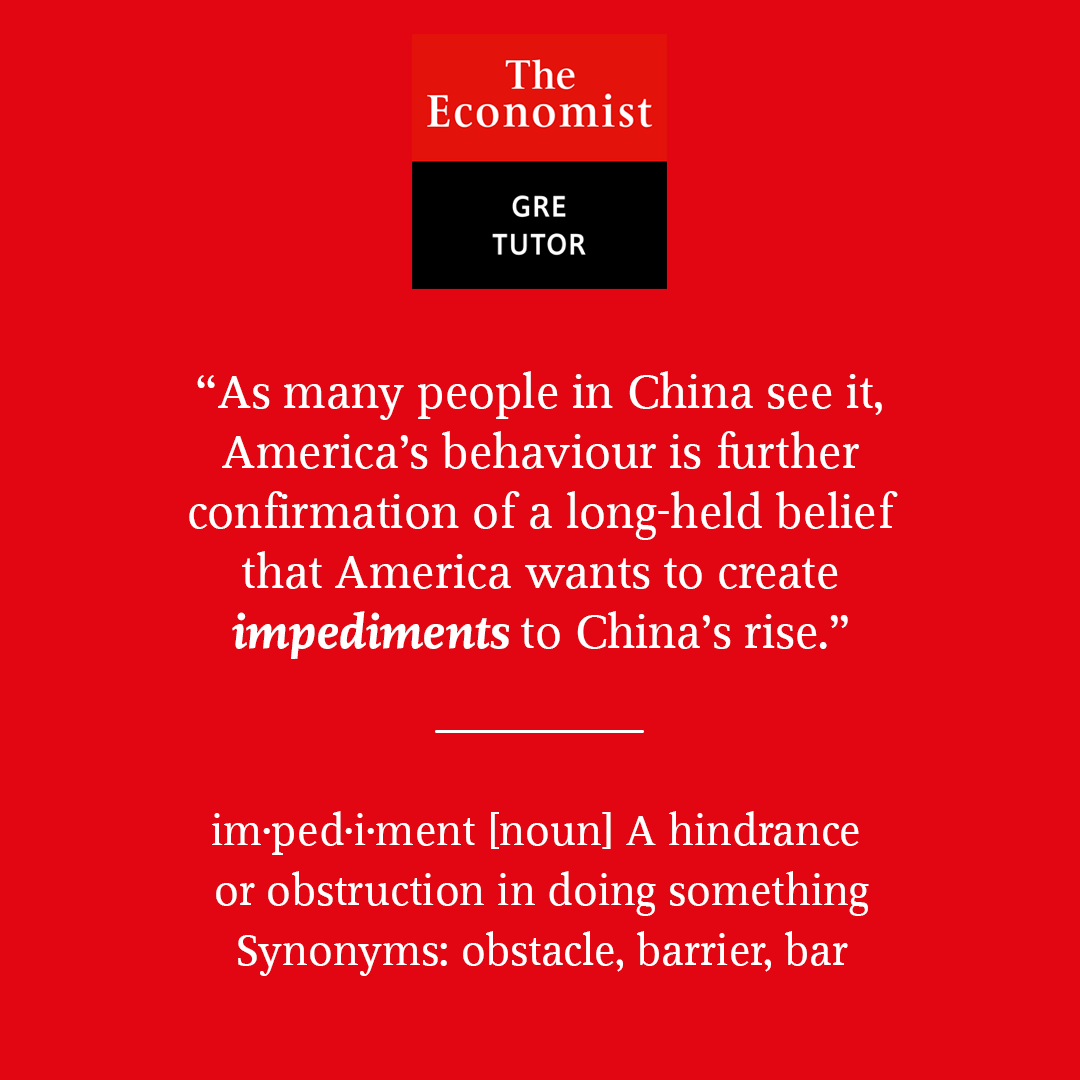 The
Economist
GRE
TUTOR
“As many people in China see it,
America’s behaviour is further
confirmation of a long-held belief
that America wants to create
impediments to China’s rise.”
im·ped·i·ment [noun] A hindrance
or obstruction in doing something
Synonyms: obstacle, barrier, bar